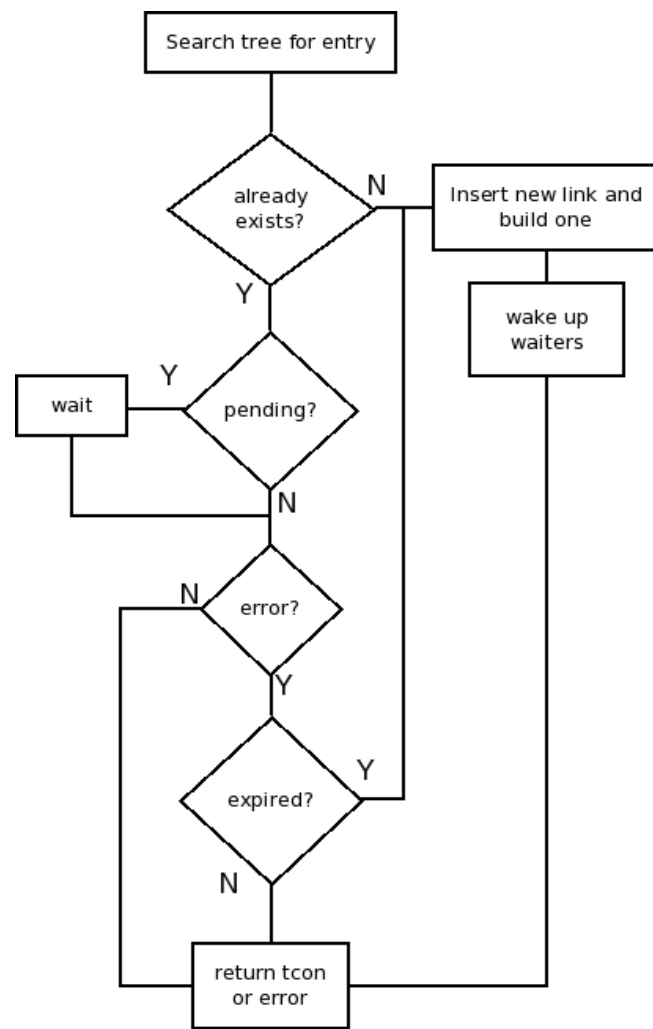 Search tree for entry
already
exists?
N
Insert new link and
build one
Y
wake up
waiters
Y
wait
pending?
N
N
error?
Y
Y
expired?
N
return tcon
or error